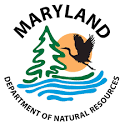 MARYLAND
DEPARTMENT OF NATURAL RESOURCES